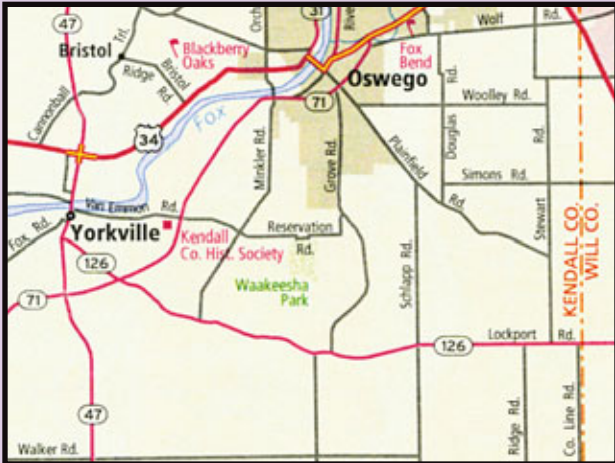 47
Orch
31
River
Rd.
Wolf
Bristol
Trl.
Blackberry
Oaks
Fox
Bend
Ridge
Bristol
Rd.
Oswego
Cannonball
34
Fox
71
Woolley Rd.
Rd.
Douglas
Rd.
Minkler Rd.
Grove Rd.
Plainfield
Rd.
Simons Rd.
Stewart
Van Emmon Rd.
Fox Rd.
Yorkville
Kendall
Co. Hist. Society
Reservation
Rd.
126
Waakeesha
Park
Schlapp Rd.
KENDALL CO.
WILL CO.
71
Lockport Rd.
126
47
Ridge Rd.
Co. Line Rd.
Walker Rd.